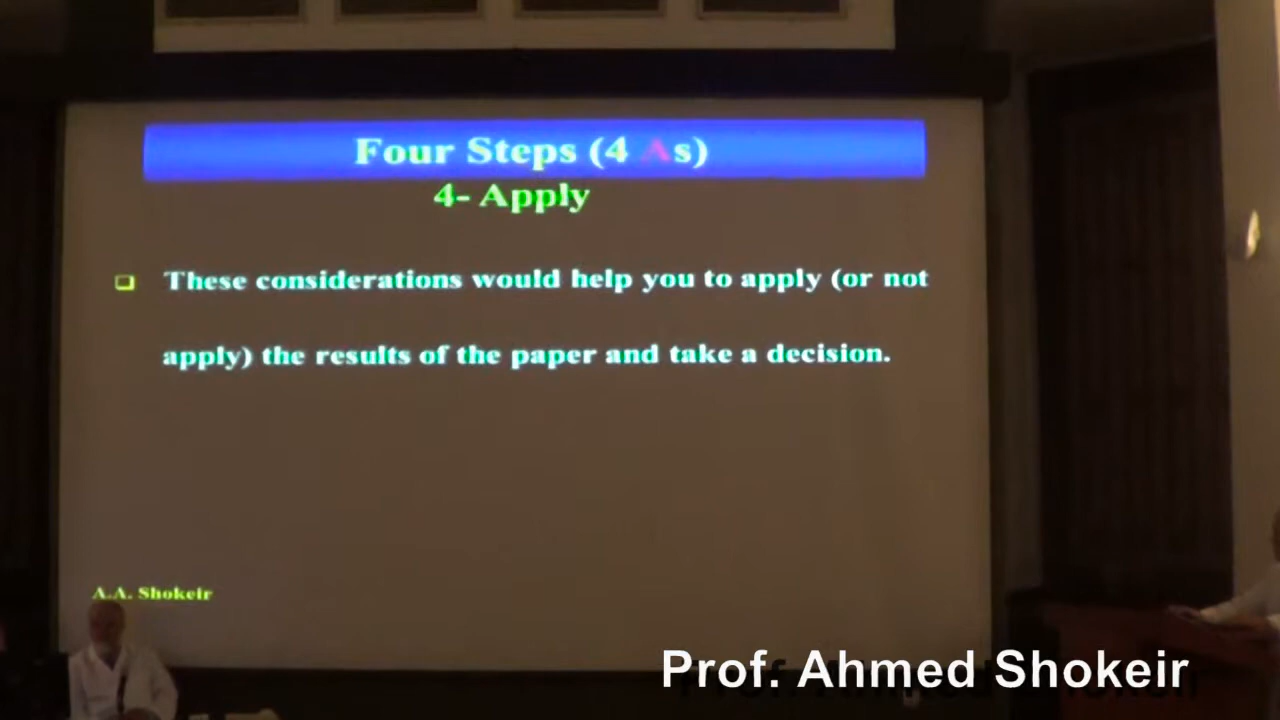 Four Steps (4 As)
4- Apply
These considerations would help you to apply (or not
apply) the results of the paper and take a decision.
A.A. Shokeir
Prof. Ahmed Shokeir